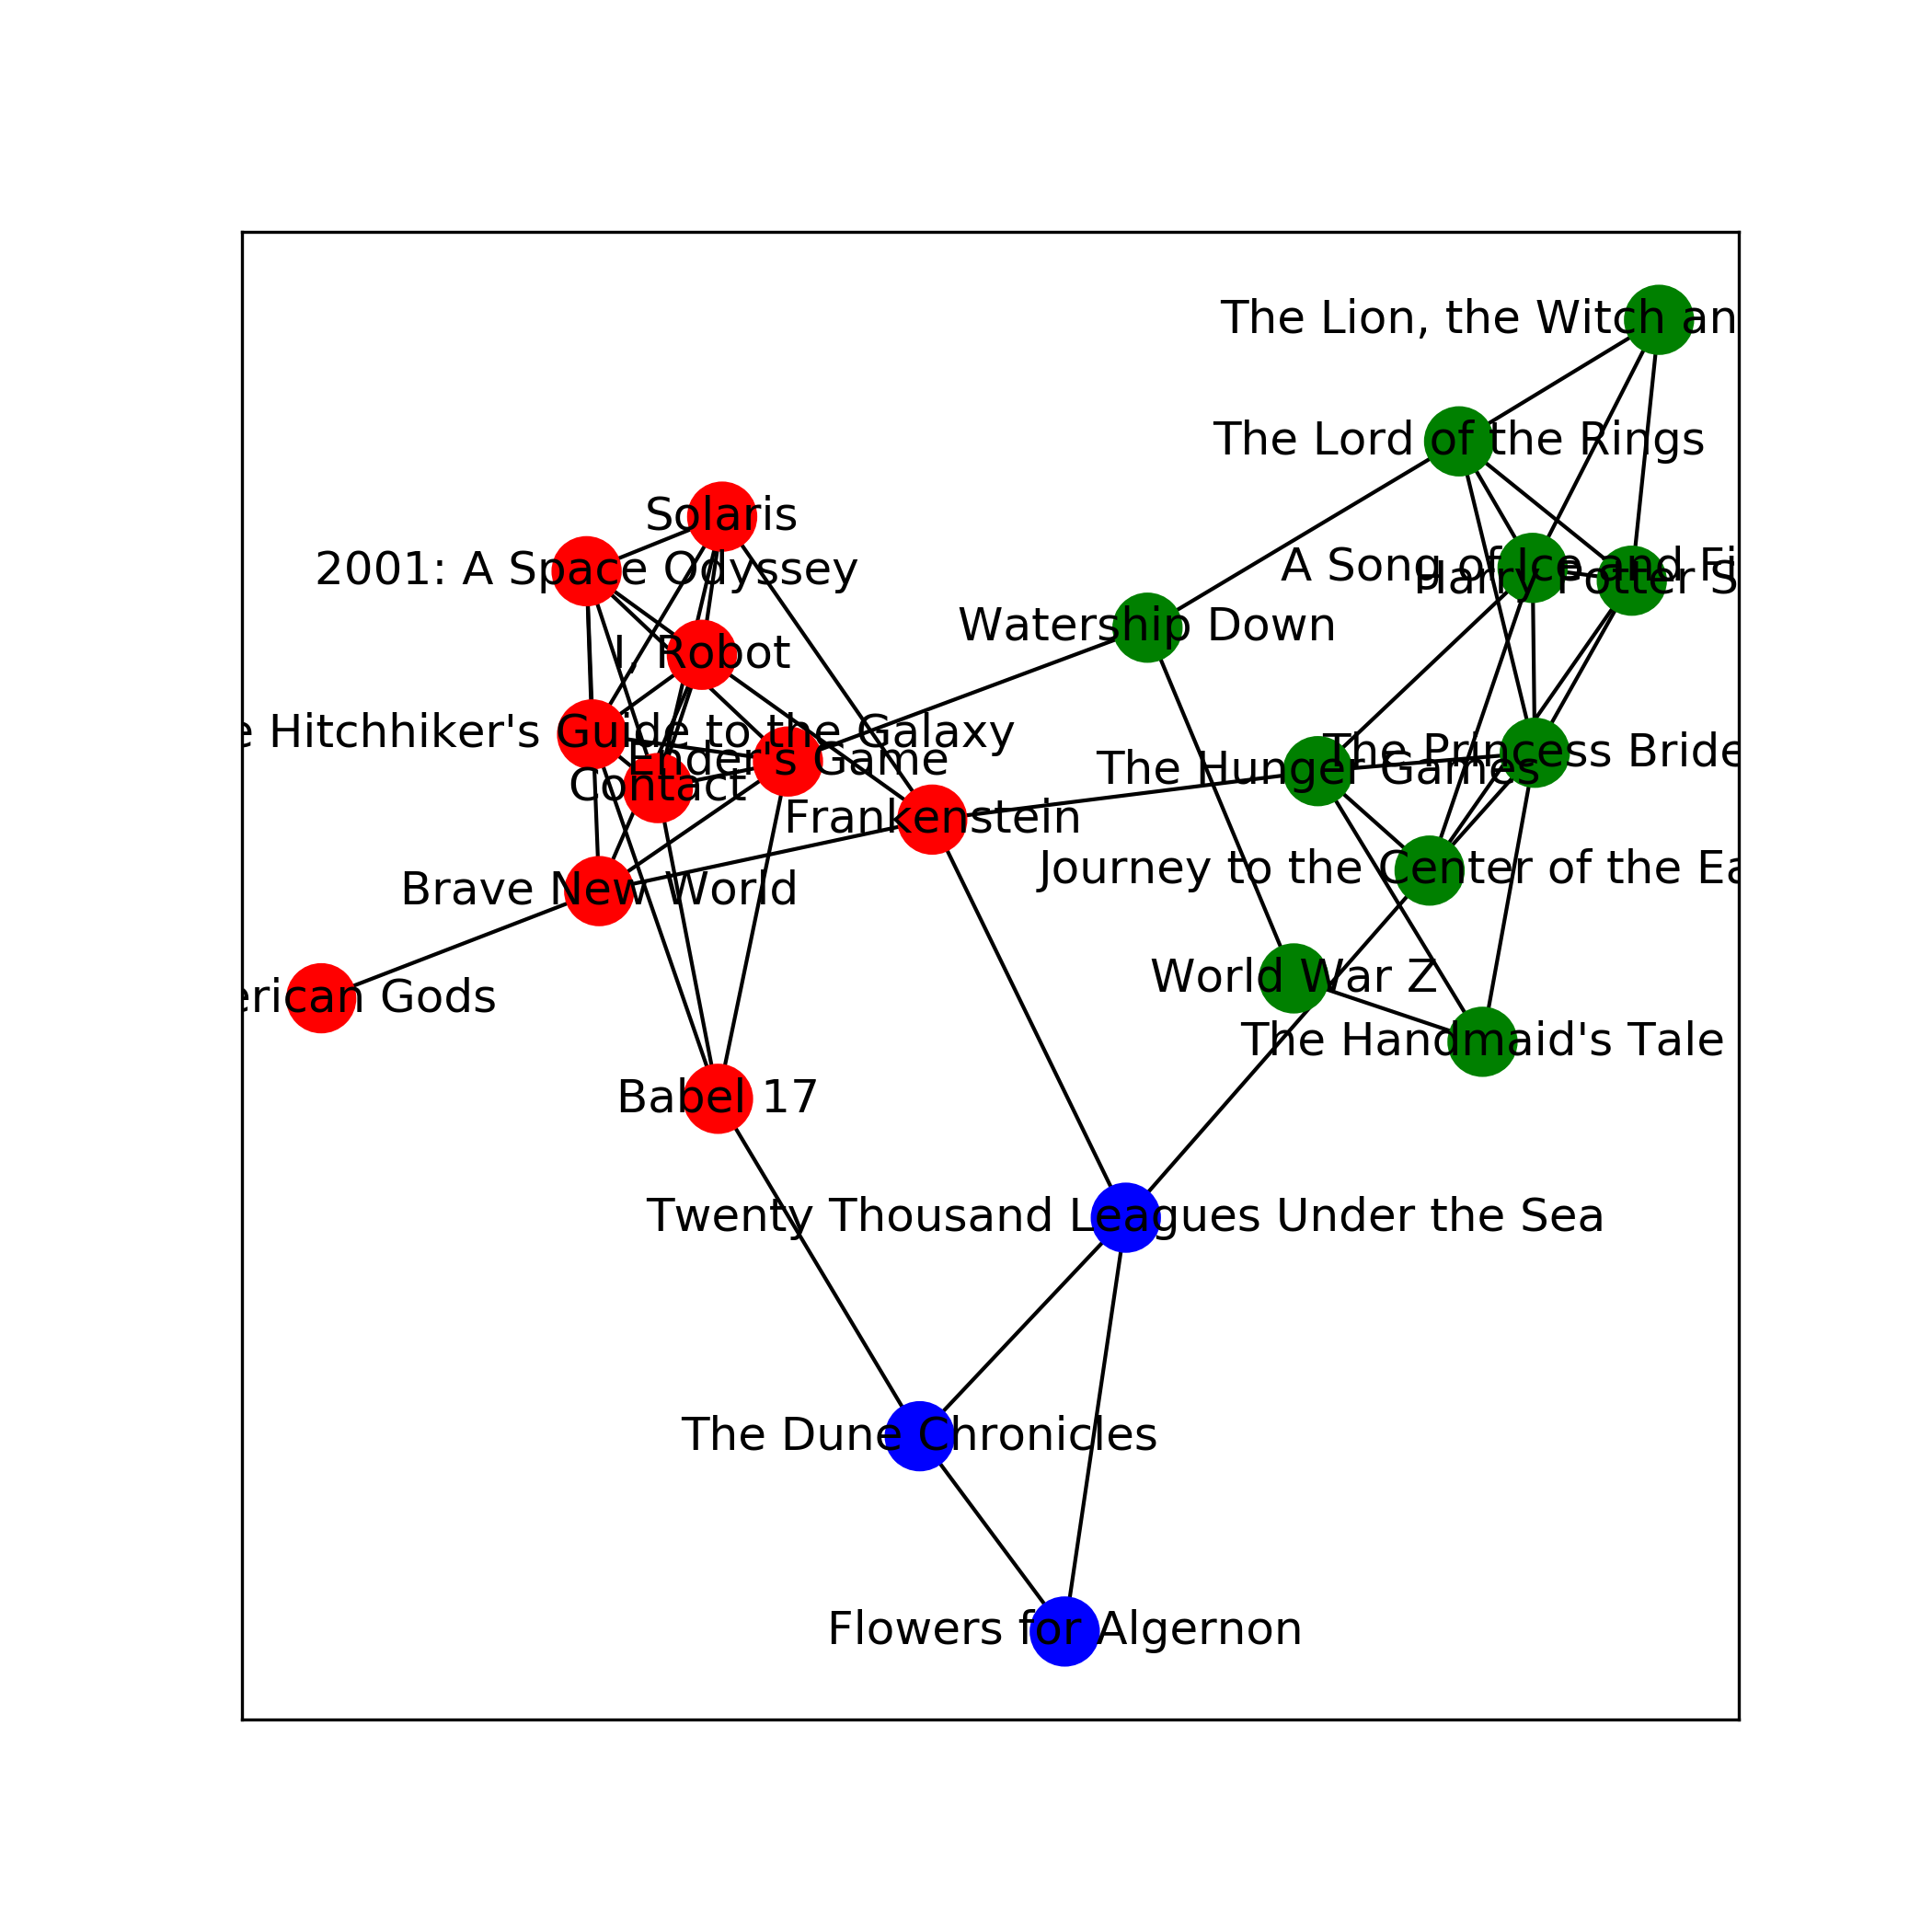 The Lion, the Witch an
The Lord of the Rings
Solaris
2001: A Space Odyssey
A Song of Ice and Fi
Harry Potter S
Watership Down
I, Robot
e Hitchhiker's Guide to the Galaxy
The Princess Bride
Ender's Game
The Hunger Games
Contact
Frankenstein
Journey to the Center of the Ea
Brave New World
World War Z
erican Gods
The Handmaid's Tale
Babel 17
Twenty Thousand Leagues Under the Sea
The Dune Chronicles
Flowers for Algernon